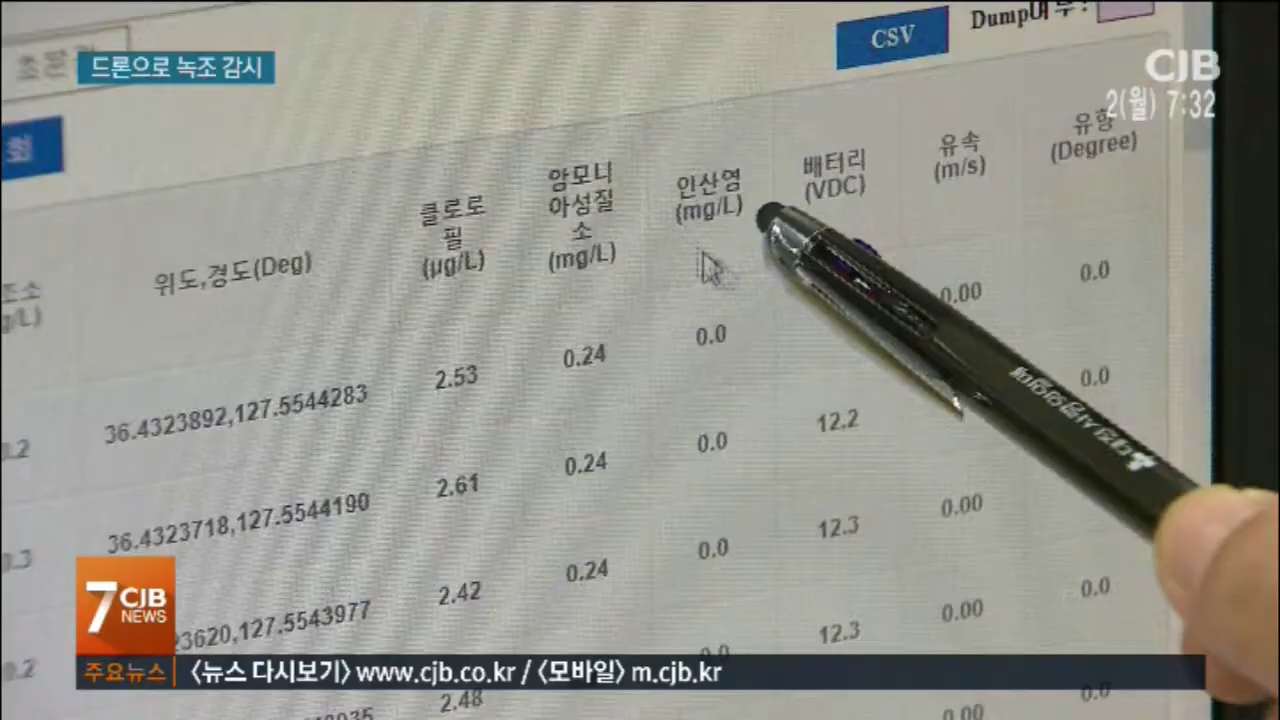 CSV
Dump여부:
드론으로 녹조 감시
CJB
2(월) 7:32
회
위도,경도(Deg)
클로로
필
(µg/L)
암모니
아성질
소
(mg/L)
인산염
(mg/L)
배터리
(VDC)
유속
(m/s)
유향
(Degree)
36.4323892,127.5544283
2.53
0.24
0.0
0.00
0.0
36.4323718,127.5544190
2.61
0.24
0.0
12.2
0.0
2.42
0.24
0.0
12.3
0.00
0.0
2.48
12.3
0.00
0.0
0.00
7 CJB
NEWS
주요뉴스
〈뉴스 다시보기〉 www.cjb.co.kr / 〈모바일〉 m.cjb.kr